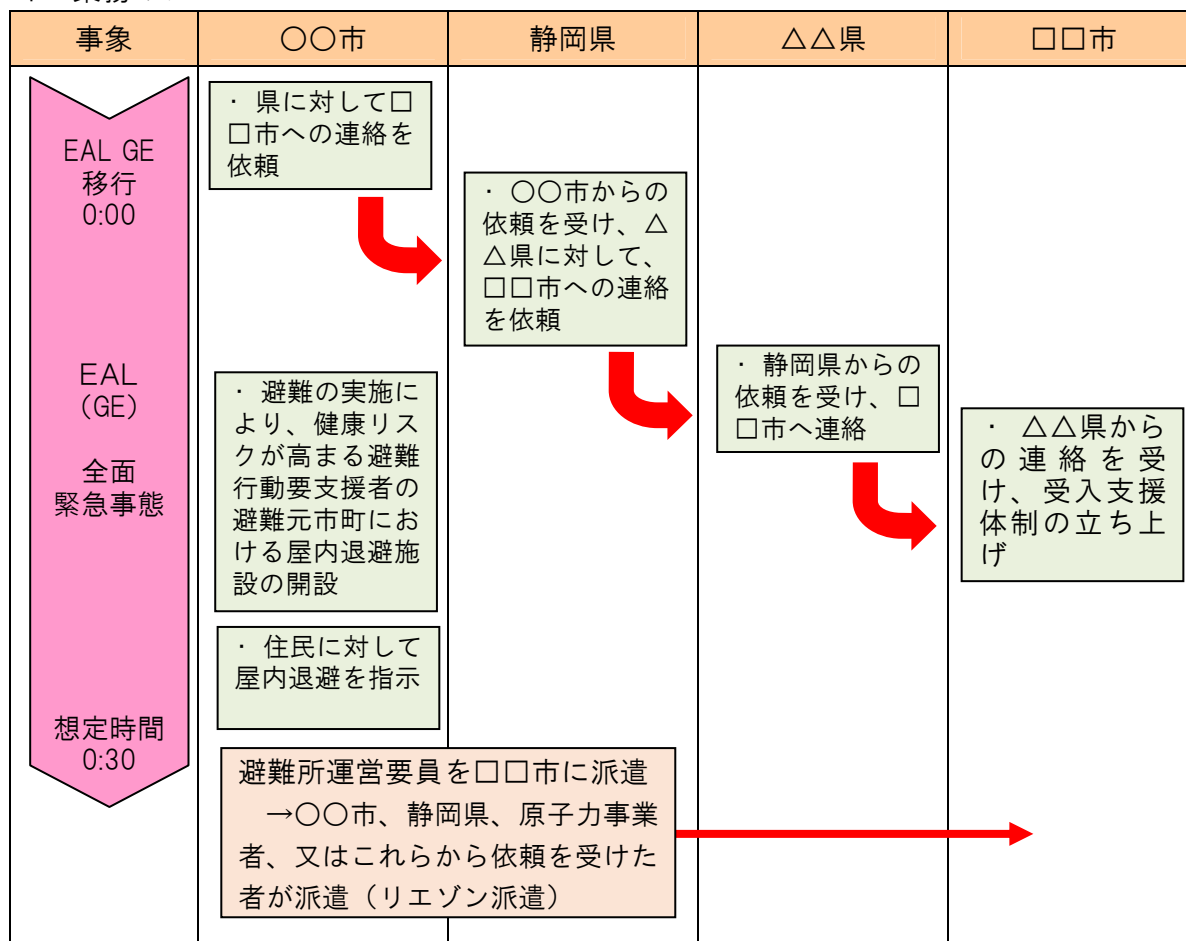 事象
○○市
静岡県
△△県
□□市
EAL GE
移行
0:00
EAL
(GE)
全面
緊急事態
想定時間
0:30
・ 県に対して□
□市への連絡を
依頼
・ ○○市からの
依頼を受け、△
△県に対して、
□□市への連絡
を依頼
・ 静岡県からの
依頼を受け、□
□市へ連絡
・ △△県から
の連絡を受
け、受入支援
体制の立ち上
げ
・ 避難の実施に
より、健康リス
クが高まる避難
行動要支援者の
避難元市町にお
ける屋内退避施
設の開設
・ 住民に対して
屋内退避を指示
避難所運営要員を□□市に派遣
→○○市、静岡県、原子力事業
者、又はこれらから依頼を受けた
者が派遣（リエゾン派遣）